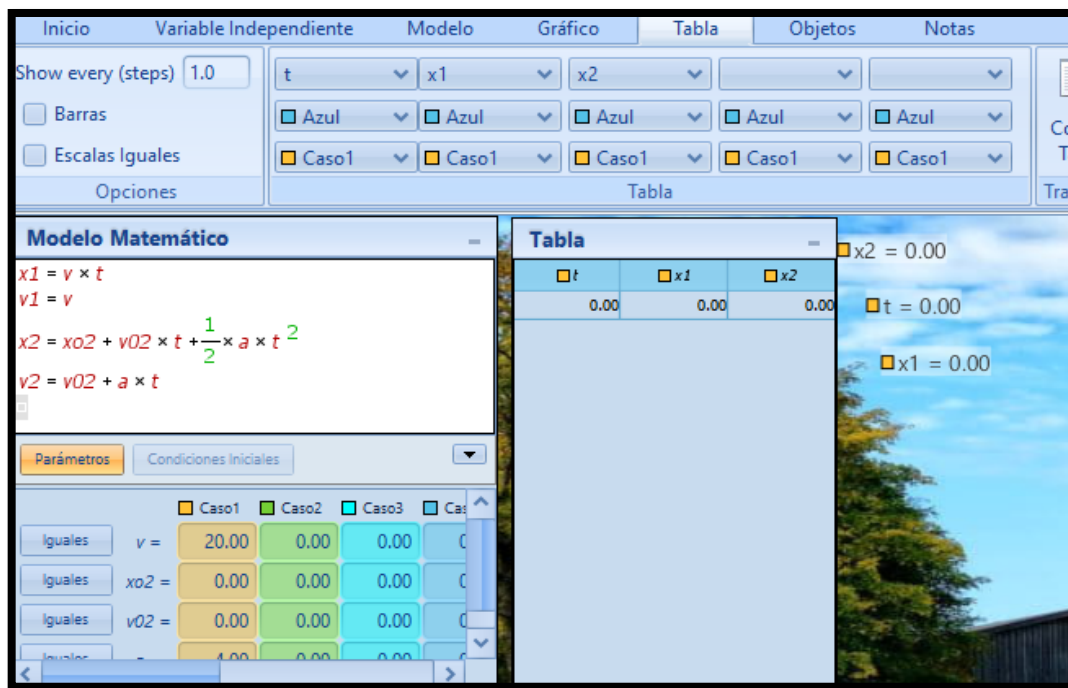 Inicio Variable Independiente Modelo Gráfico Tabla Objetos Notas
Show every (steps) 1.0 t x1 x2
Barras Azul Azul Azul Azul Azul
Escalas Iguales Caso1 Caso1 Caso1 Caso1 Caso1
Opciones Tabla
Modelo Matemático
x1 = v × t
v1 = v
x2 = xo2 + v02 × t + 1/2 × a × t 2
v2 = v02 + a × t
Parámetros Condiciones Iniciales
Caso1 Caso2 Caso3
Iguales v = 20.00 0.00 0.00
Iguales xo2 = 0.00 0.00 0.00
Iguales v02 = 0.00 0.00 0.00
Tabla
t x1 x2
0.00 0.00 0.00
x2 = 0.00
t = 0.00
x1 = 0.00